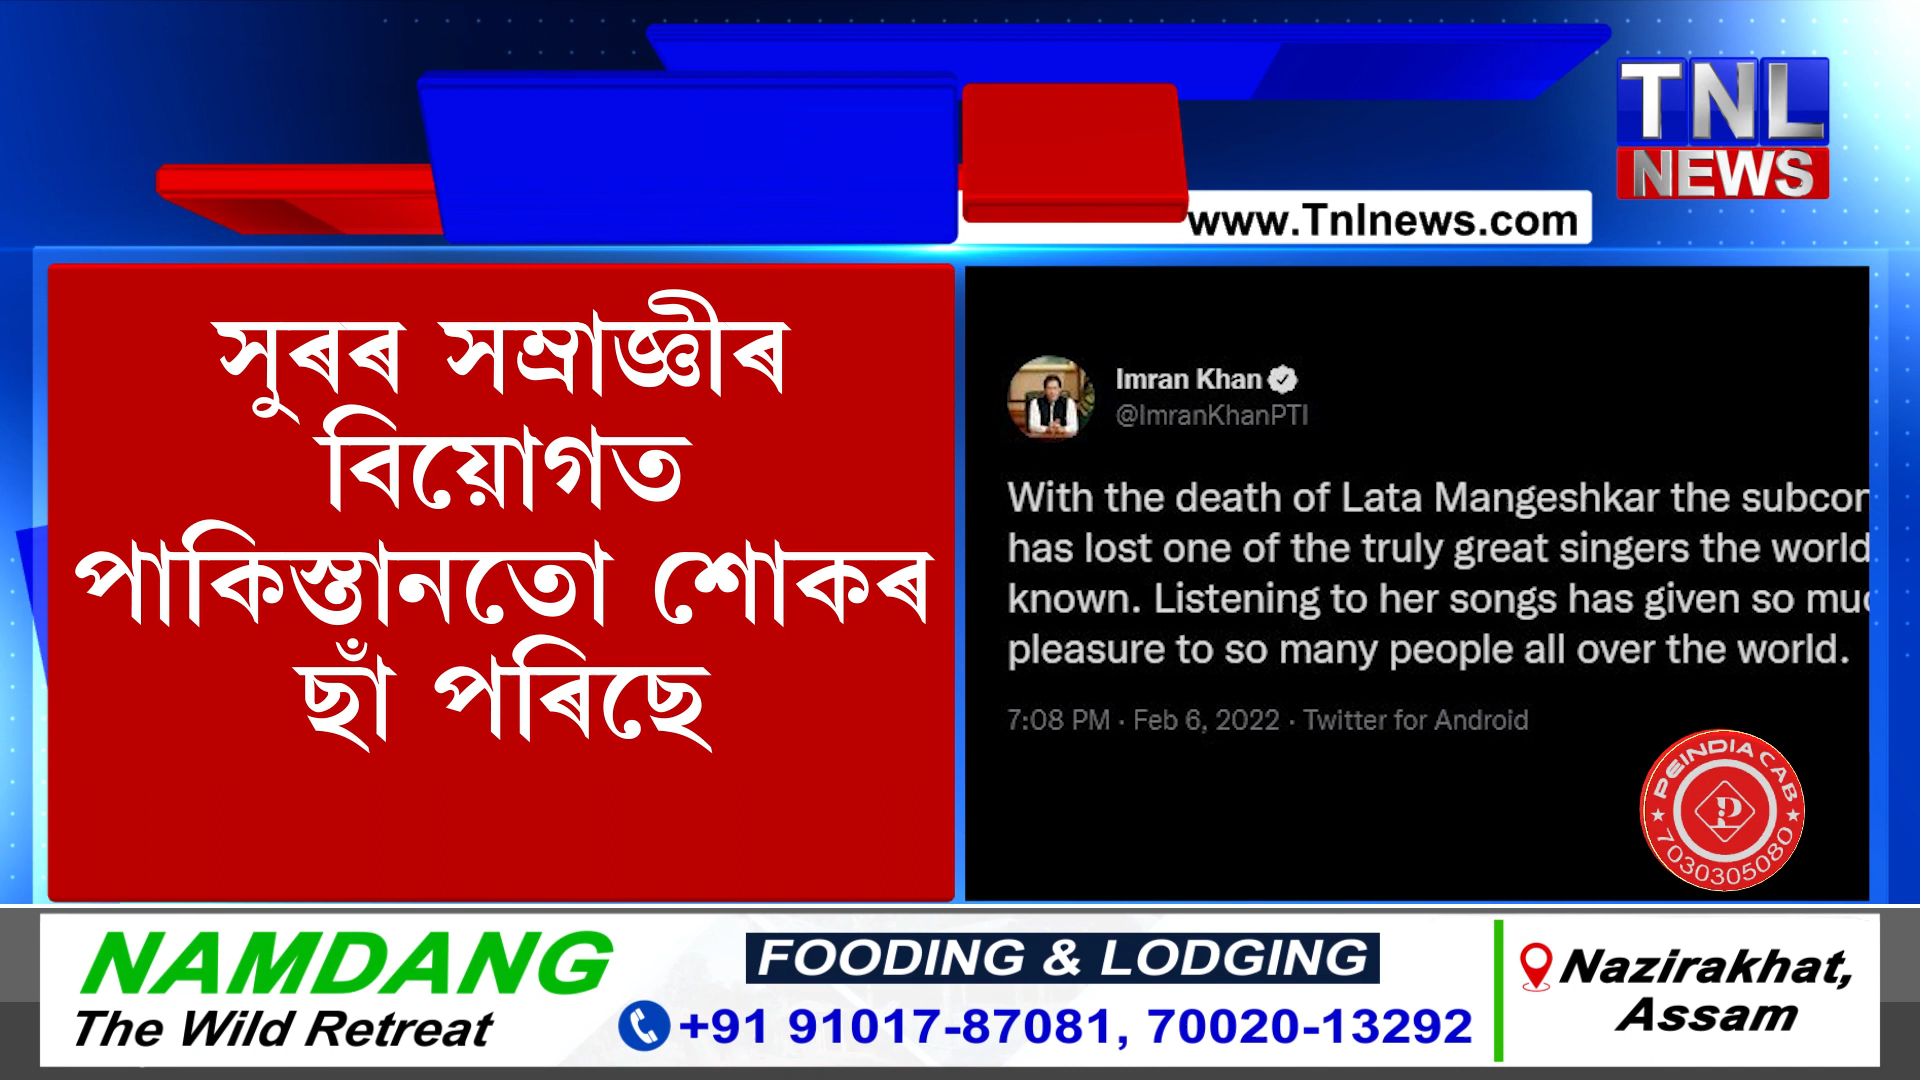 TNL
NEWS
www.Tnlnews.com
সুৰৰ সম্ৰাজ্ঞীৰ
বিয়োগত
পাকিস্তানতো শোকৰ
ছাঁ পৰিছে
Imran Khan
@ImranKhanPTI
With the death of Lata Mangeshkar the subcon
has lost one of the truly great singers the world
known. Listening to her songs has given so muc
pleasure to so many people all over the world.
7:08 PM · Feb 6, 2022 · Twitter for Android
PEINDIA CAB
P
7030305080
NAMDANG
The Wild Retreat
FOODING & LODGING
+91 91017-87081, 70020-13292
Nazirakhat,
Assam